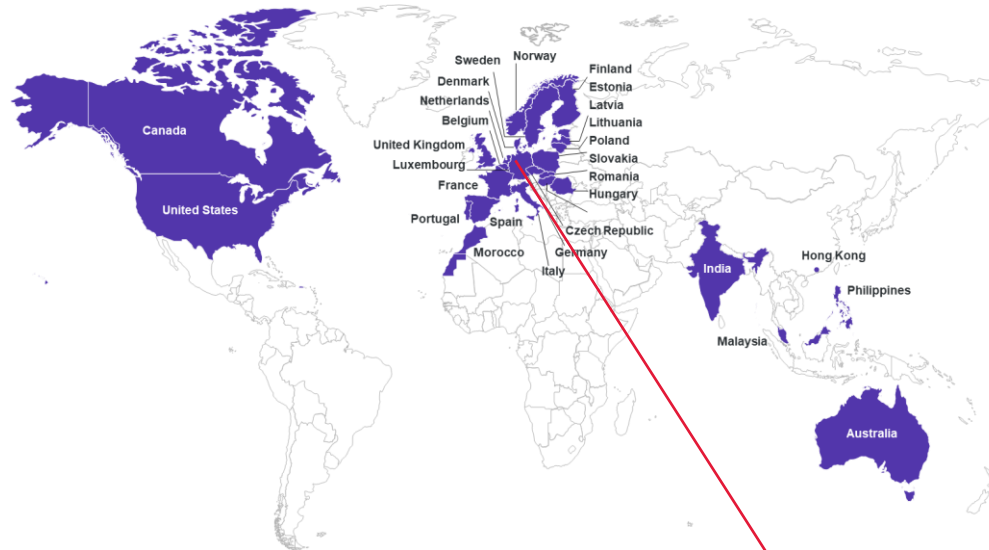 Canada
United States
Sweden
Norway
Denmark
Netherlands
Belgium
United Kingdom
Luxembourg
France
Portugal
Spain
Morocco
Italy
Germany
Czech Republic
Finland
Estonia
Latvia
Lithuania
Poland
Slovakia
Romania
Hungary
India
Hong Kong
Philippines
Malaysia
Australia